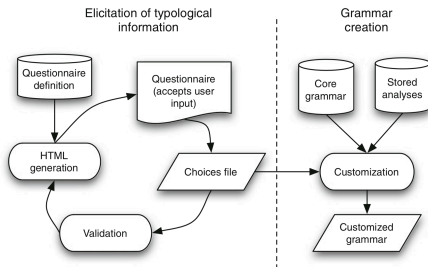 Elicitation of typological
information
Grammar
creation
Questionnaire
definition
Questionnaire
(accepts user
input)
Core
grammar
Stored
analyses
HTML
generation
Choices file
Customization
Validation
Customized
grammar